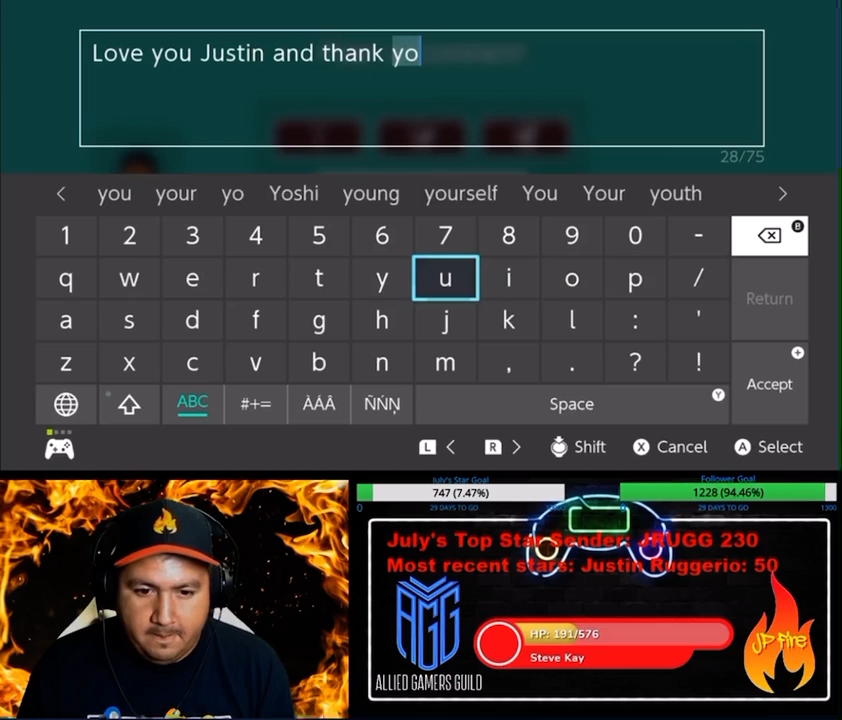 Love you Justin and thank yo
28/75
< you your yo Yoshi young yourself You Your youth >
1 2 3 4 5 6 7 8 9 0 -
q w e r t y u i o p /
Return
a s d f g h j k l : '
z x c v b n m , . ? !
Accept
ABC #+= ÀÁÂ ÑŃŅ Space
L < R > Shift X Cancel A Select
July's Star Goal
747 (7.47%)
0 29 DAYS TO GO
Follower Goal
1228 (94.46%)
0 29 DAYS TO GO 1300
July's Top Star Sender: JRUGG 230
Most recent stars: Justin Ruggerio: 50
AGG
ALLIED GAMERS GUILD
HP: 191/576
Steve Kay
JP Fire